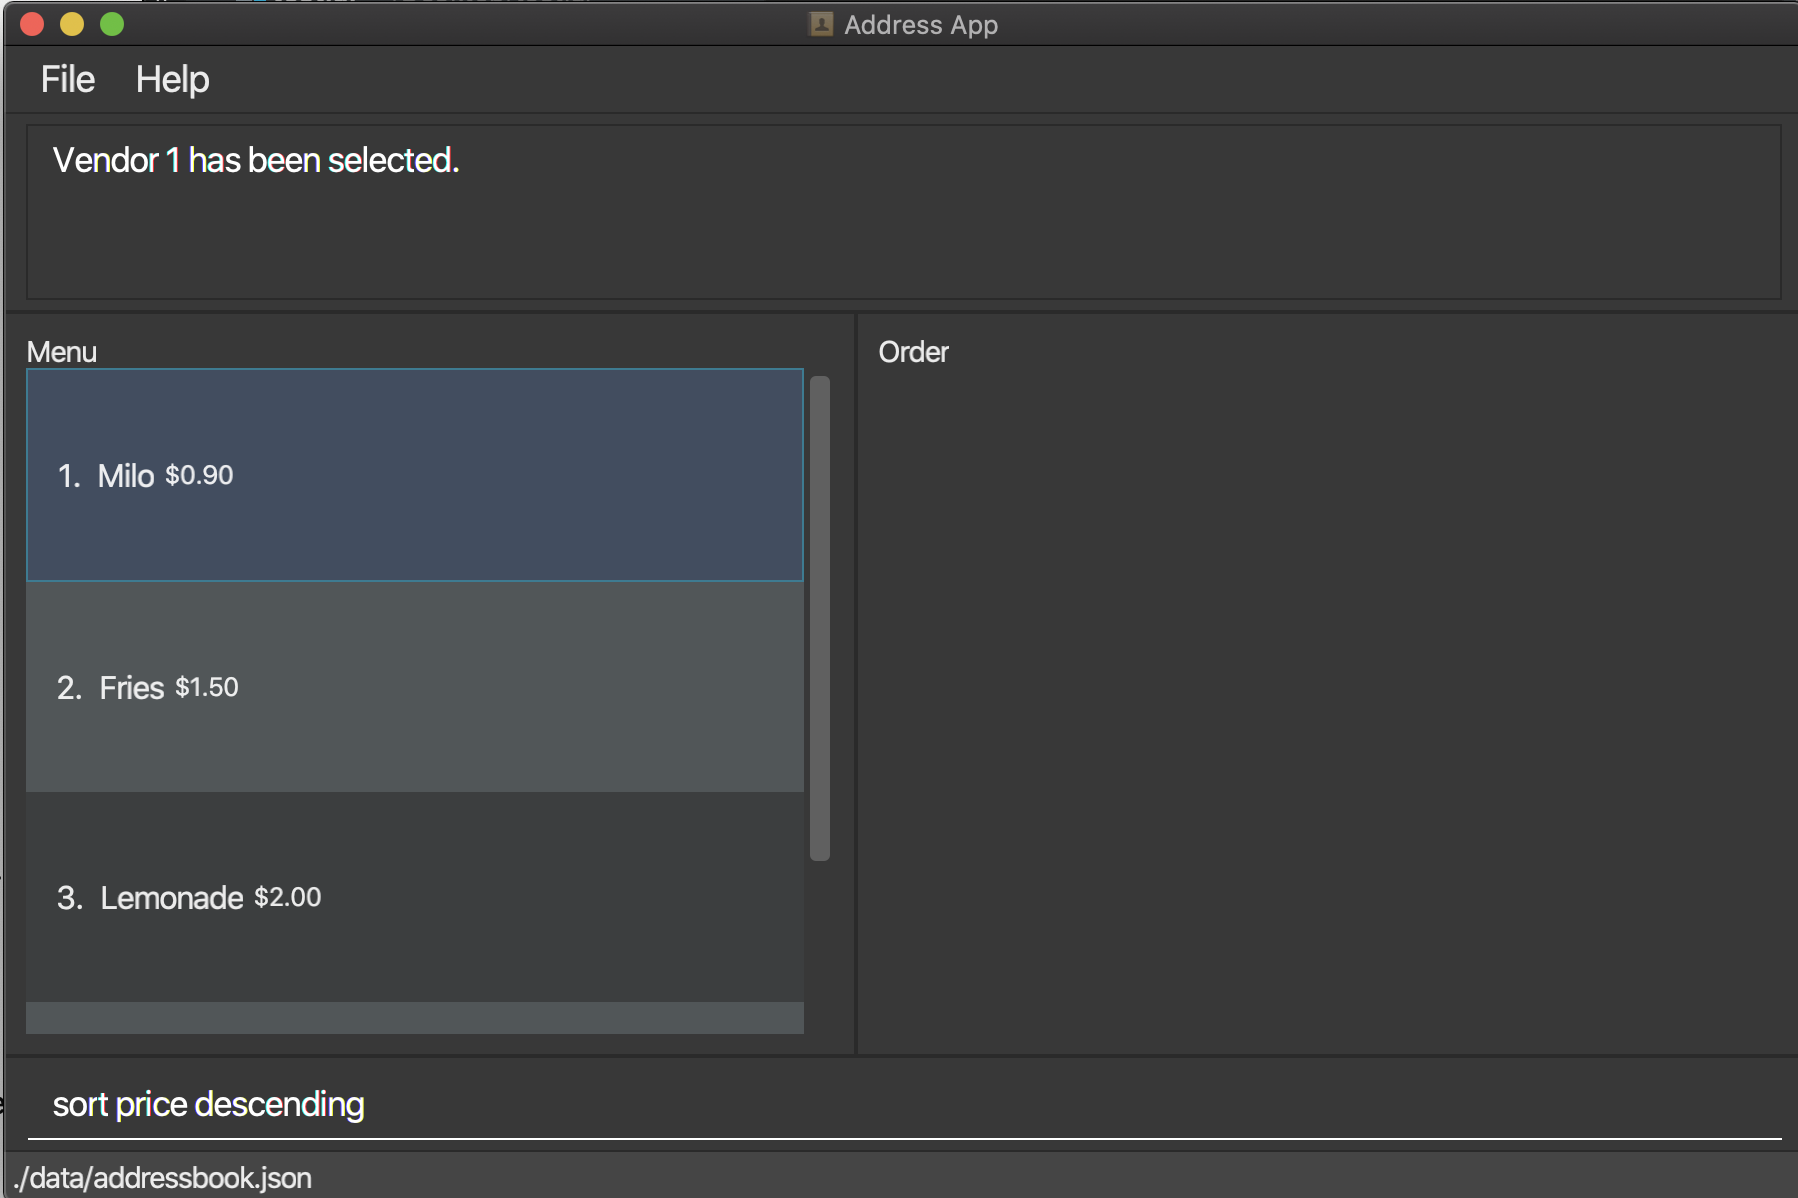 Address App
File Help
Vendor 1 has been selected.
Menu
Order
1. Milo $0.90
2. Fries $1.50
3. Lemonade $2.00
sort price descending
./data/addressbook.json